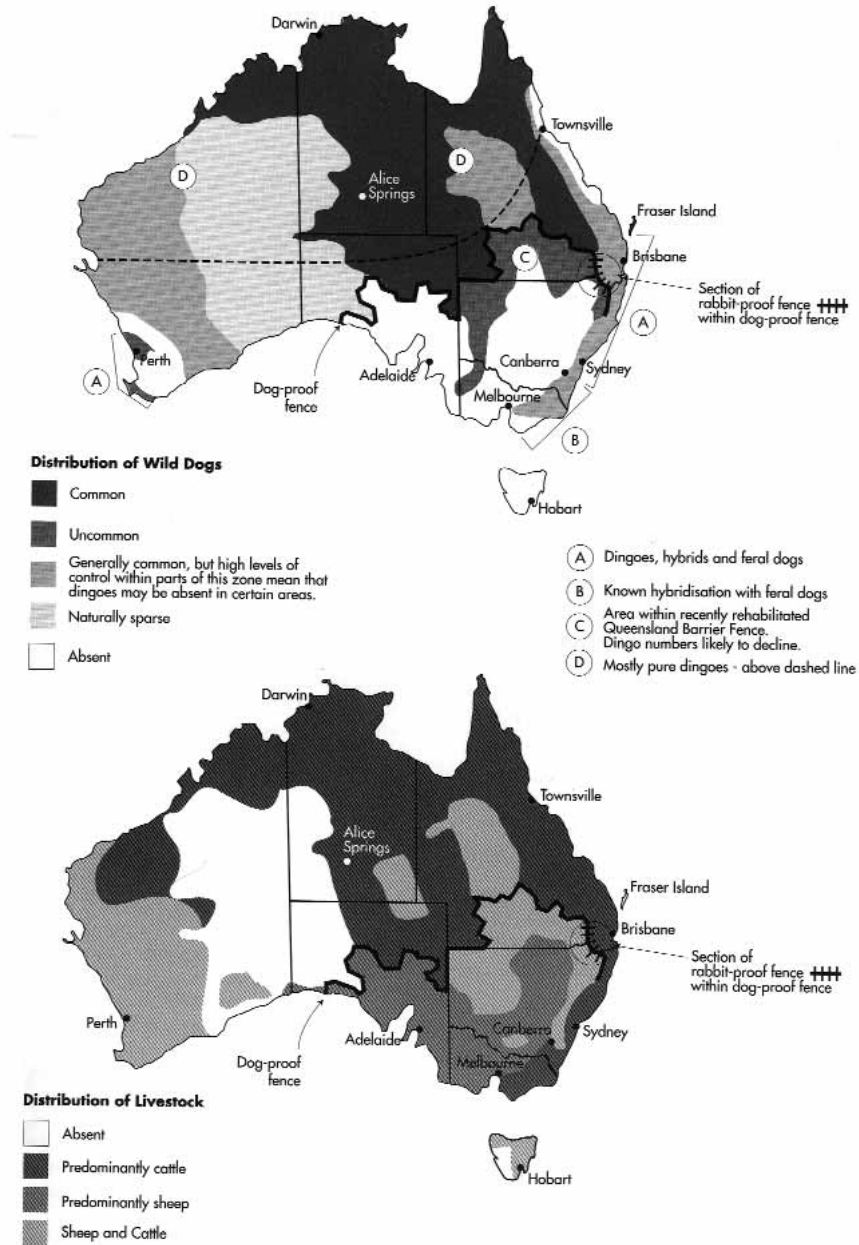 Darwin
Townsville
D
D
Alice
Springs
Fraser Island
C
Brisbane
Section of
rabbit-proof fence
within dog-proof fence
A
Perth
Canberra
Sydney
A
Adelaide
Dog-proof
fence
Melbourne
B
Hobart
Distribution of Wild Dogs
Common
Uncommon
Generally common, but high levels of
control within parts of this zone mean that
dingoes may be absent in certain areas.
Naturally sparse
Absent
A Dingoes, hybrids and feral dogs
B Known hybridisation with feral dogs
C Area within recently rehabilitated
Queensland Barrier Fence.
Dingo numbers likely to decline.
D Mostly pure dingoes - above dashed line
Darwin
Townsville
Alice
Springs
Fraser Island
Brisbane
Section of
rabbit-proof fence
within dog-proof fence
Perth
Canberra
Sydney
Adelaide
Dog-proof
fence
Melbourne
Distribution of Livestock
Absent
Predominantly cattle
Hobart
Predominantly sheep
Sheep and Cattle